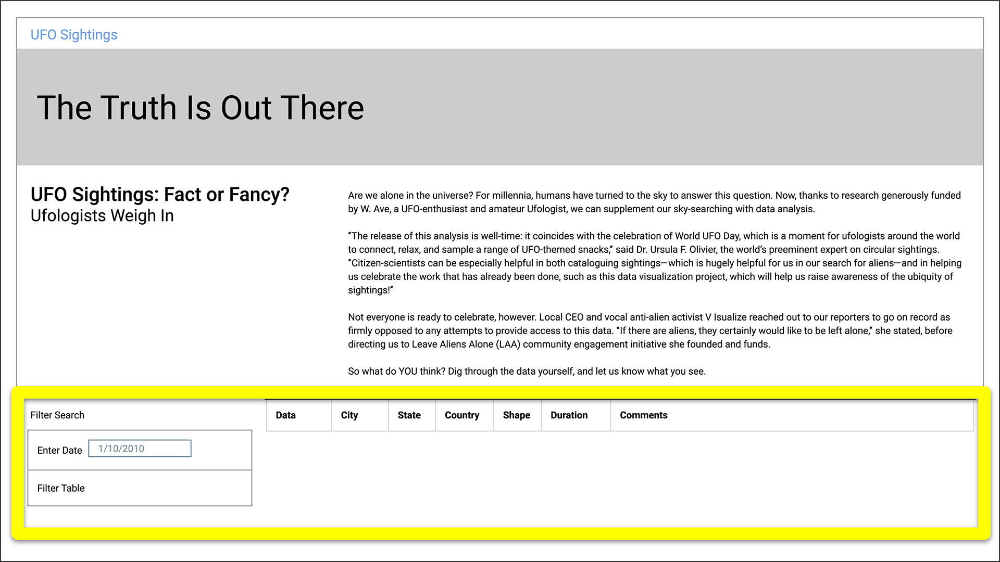 UFO Sightings
The Truth Is Out There
UFO Sightings: Fact or Fancy?
Ufologists Weigh In
Are we alone in the universe? For millennia, humans have turned to the sky to answer this question. Now, thanks to research generously funded
by W. Ave, a UFO-enthusiast and amateur Ufologist, we can supplement our sky-searching with data analysis.
“The release of this analysis is well-time: it coincides with the celebration of World UFO Day, which is a moment for ufologists around the world
to connect, relax, and sample a range of UFO-themed snacks,” said Dr. Ursula F. Olivier, the world’s preeminent expert on circular sightings.
“Citizen-scientists can be especially helpful in both cataloguing sightings—which is hugely helpful for us in our search for aliens—and in helping
us celebrate the work that has already been done, such as this data visualization project, which will help us raise awareness of the ubiquity of
sightings!”
Not everyone is ready to celebrate, however. Local CEO and vocal anti-alien activist V Isualize reached out to our reporters to go on record as
firmly opposed to any attempts to provide access to this data. “If there are aliens, they certainly would like to be left alone,” she stated, before
directing us to Leave Aliens Alone (LAA) community engagement initiative she founded and funds.
So what do YOU think? Dig through the data yourself, and let us know what you see.
Filter Search
Enter Date 1/10/2010
Filter Table
Data City State Country Shape Duration Comments